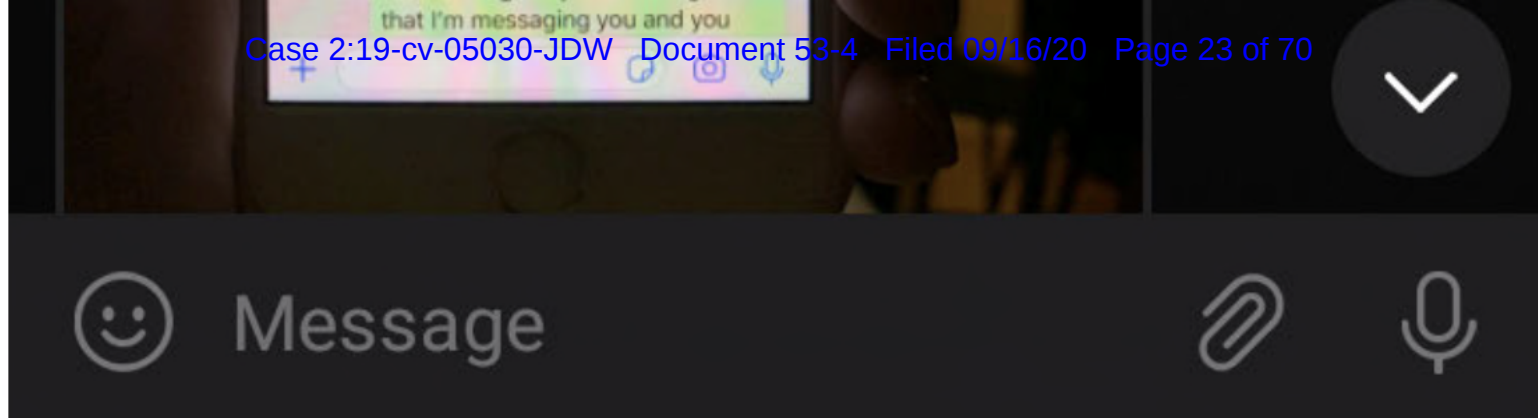 that I'm messaging you and you
Case 2:19-cv-05030-JDW Document 53-4 Filed 09/16/20 Page 23 of 70
Message